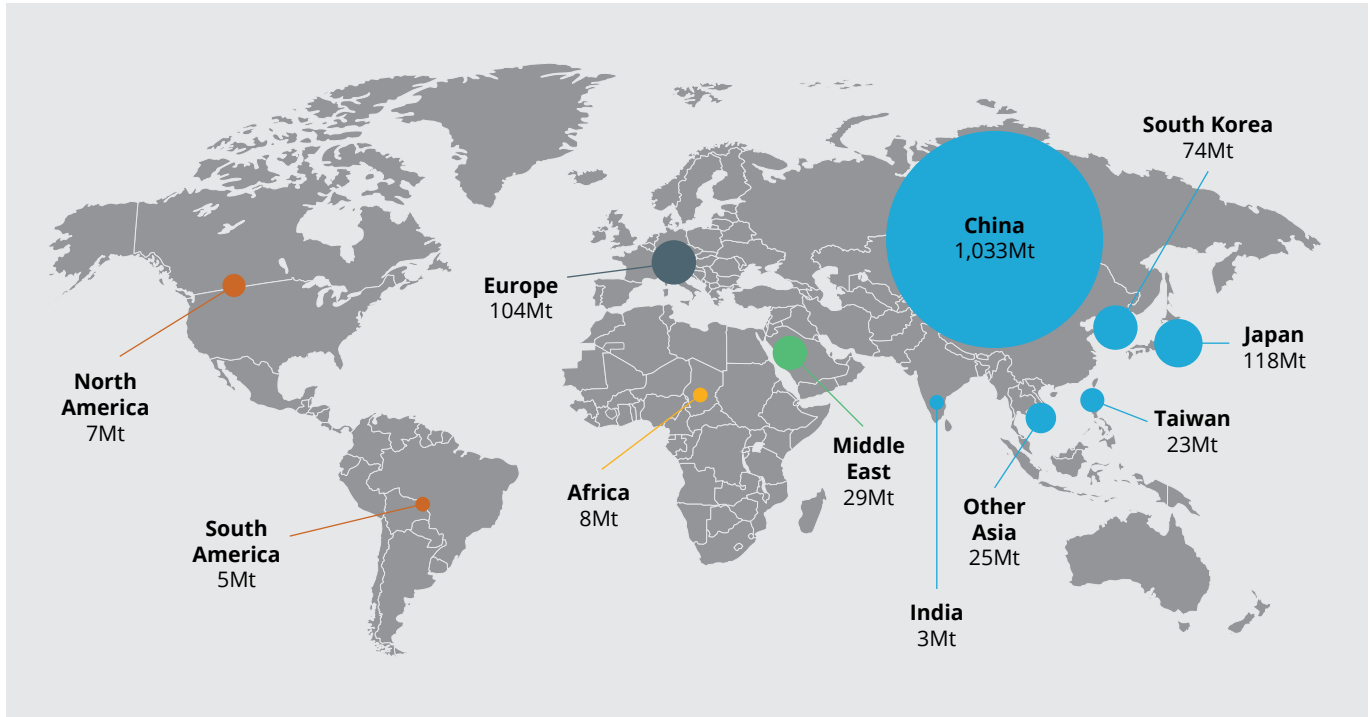 South Korea
74Mt
China
1,033Mt
Europe
104Mt
Japan
118Mt
North
America
7Mt
Taiwan
23Mt
Middle
East
29Mt
Africa
8Mt
Other
Asia
25Mt
South
America
5Mt
India
3Mt